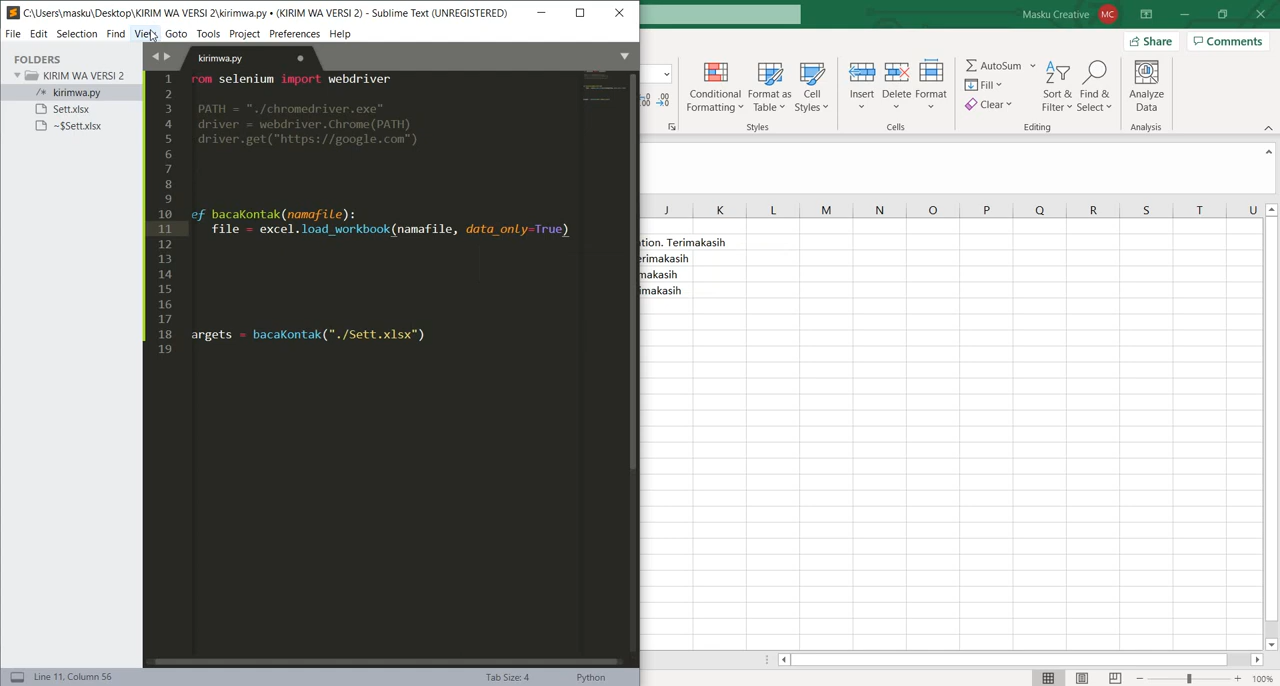 C:\Users\masku\Desktop\KIRIM WA VERSI 2\kirimwa.py • (KIRIM WA VERSI 2) - Sublime Text (UNREGISTERED)
File Edit Selection Find View Goto Tools Project Preferences Help
FOLDERS
KIRIM WA VERSI 2
/* kirimwa.py
Sett.xlsx
~$Sett.xlsx
kirimwa.py
1 rom selenium import webdriver
2
3 PATH = "./chromedriver.exe"
4 driver = webdriver.Chrome(PATH)
5 driver.get("https://google.com")
6
7
8
9
10 ef bacaKontak(namafile):
11 file = excel.load_workbook(namafile, data_only=True)
12
13
14
15
16
17
18 argets = bacaKontak("./Sett.xlsx")
19
Line 11, Column 56
Tab Size: 4
Python
Masku Creative MC
Share Comments
Conditional Formatting
Format as Table
Cell Styles
Styles
Insert Delete Format
Cells
AutoSum
Fill
Clear
Sort & Filter
Find & Select
Editing
Analyze Data
Analysis
J K L M N O P Q R S T U
tion. Terimakasih
erimakasih
makasih
imakasih
100%